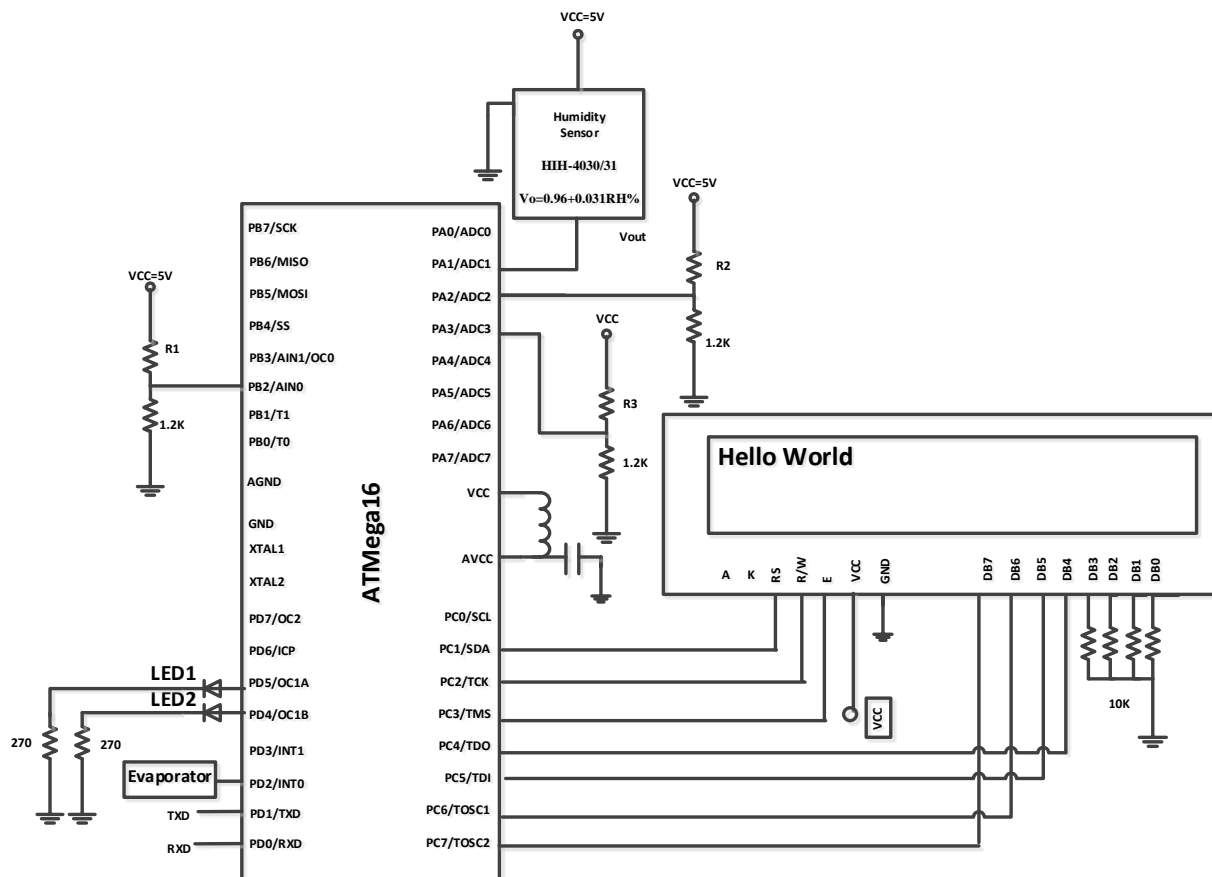 VCC=5V
Humidity
Sensor
HIH-4030/31
Vo=0.96+0.031RH%
Vout
VCC=5V
R2
1.2K
VCC
R3
1.2K
VCC=5V
R1
1.2K
ATMega16
PB7/SCK
PB6/MISO
PB5/MOSI
PB4/SS
PB3/AIN1/OC0
PB2/AIN0
PB1/T1
PB0/T0
AGND
GND
XTAL1
XTAL2
PD7/OC2
PD6/ICP
PD5/OC1A
PD4/OC1B
PD3/INT1
PD2/INT0
PD1/TXD
PD0/RXD
PA0/ADC0
PA1/ADC1
PA2/ADC2
PA3/ADC3
PA4/ADC4
PA5/ADC5
PA6/ADC6
PA7/ADC7
VCC
AVCC
PC0/SCL
PC1/SDA
PC2/TCK
PC3/TMS
PC4/TDO
PC5/TDI
PC6/TOSC1
PC7/TOSC2
LED1
LED2
270
270
Evaporator
TXD
RXD
Hello World
A
K
RS
R/W
E
VCC
GND
DB7
DB6
DB5
DB4
DB3
DB2
DB1
DB0
VCC
10K